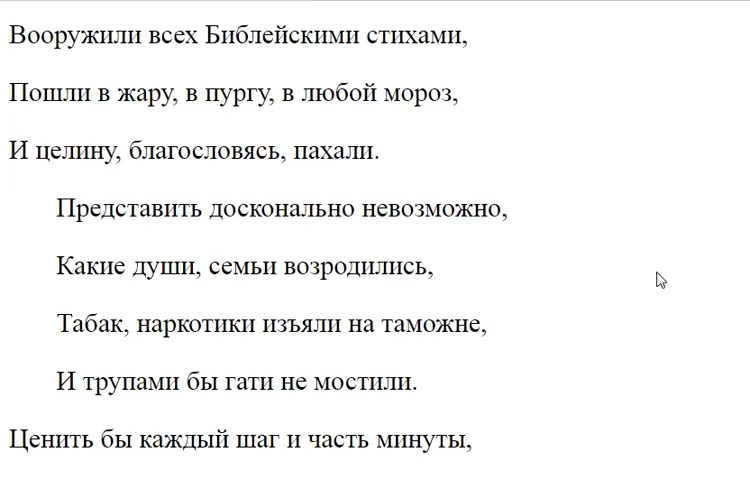 Вооружили всех Библейскими стихами,
Пошли в жару, в пургу, в любой мороз,
И целину, благословясь, пахали.
Представить досконально невозможно,
Какие души, семьи возродились,
Табак, наркотики изъяли на таможне,
И трупами бы гати не мостили.
Ценить бы каждый шаг и часть минуты,